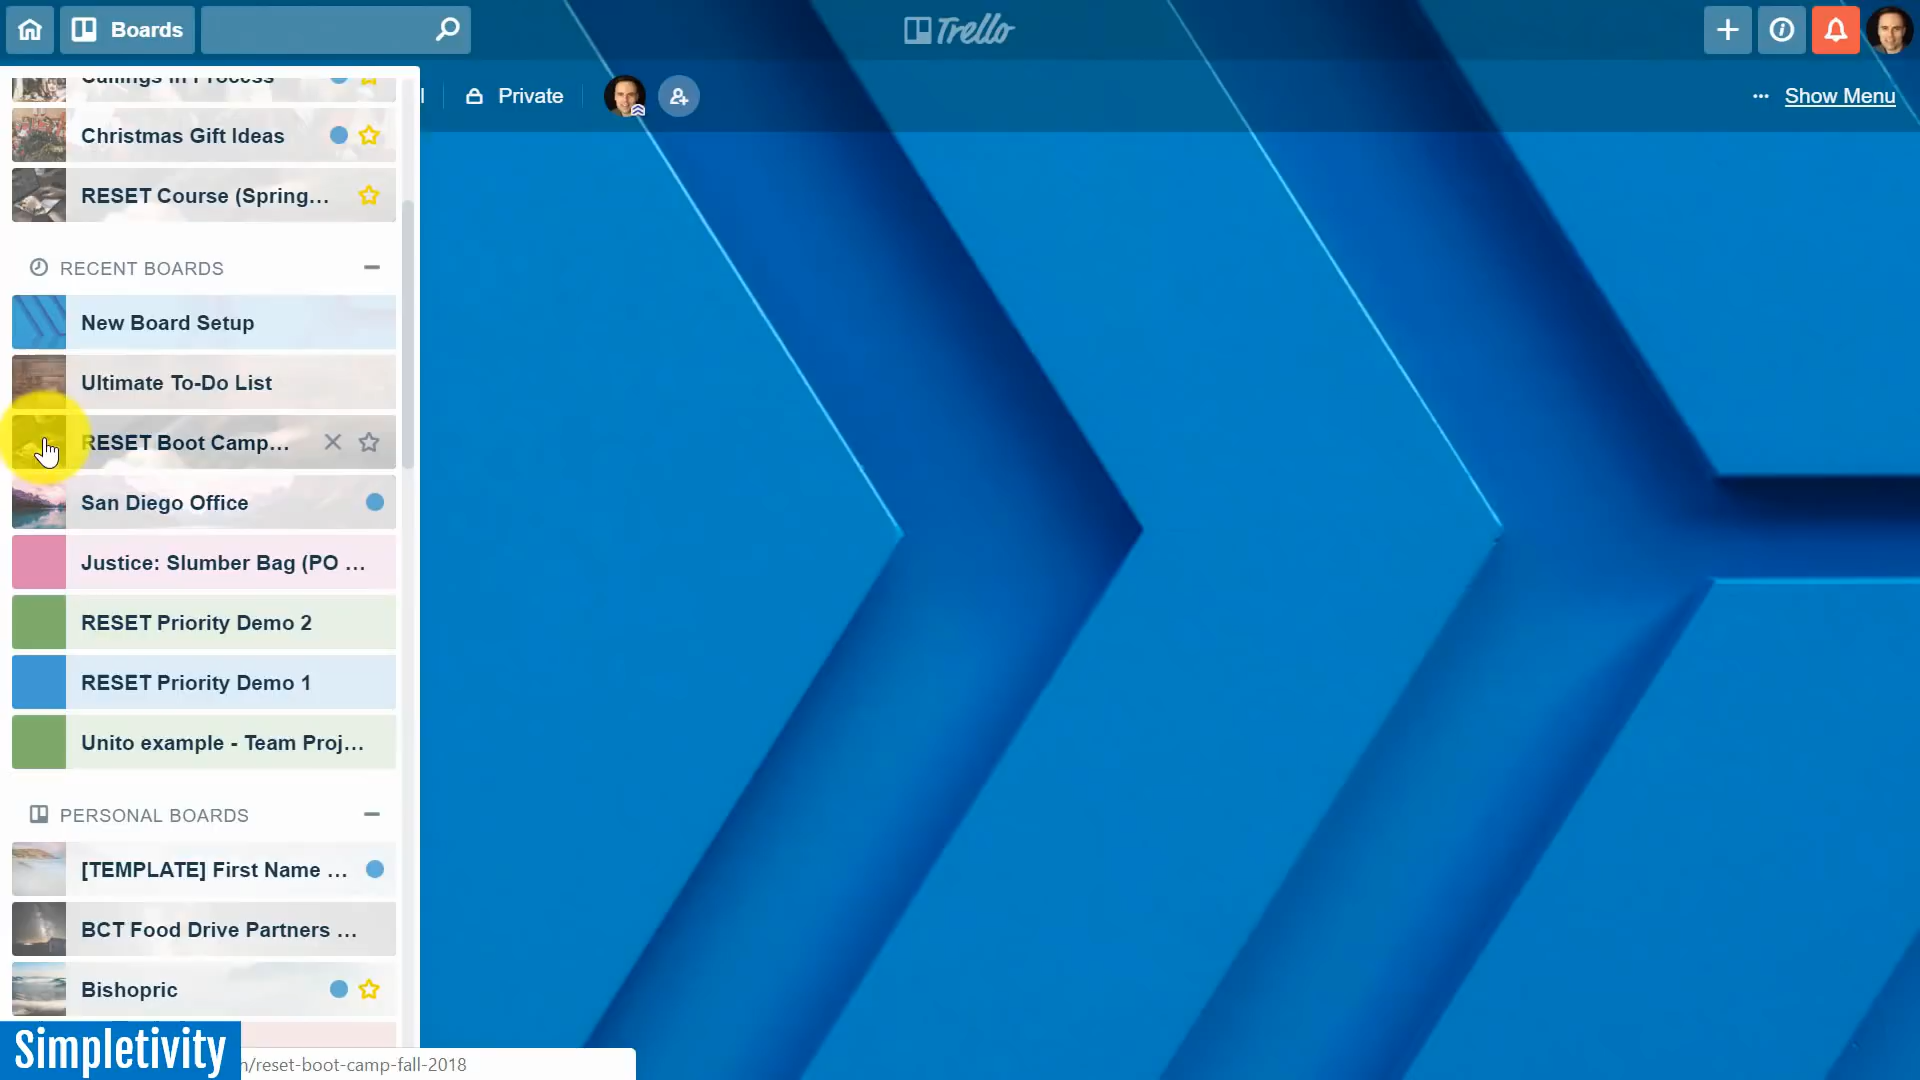 Boards
Trello
Callings in Process
Private
Show Menu
Christmas Gift Ideas
RESET Course (Spring...
RECENT BOARDS
New Board Setup
Ultimate To-Do List
RESET Boot Camp...
San Diego Office
Justice: Slumber Bag (PO ...
RESET Priority Demo 2
RESET Priority Demo 1
Unito example - Team Proj...
PERSONAL BOARDS
[TEMPLATE] First Name ...
BCT Food Drive Partners ...
Bishopric
Simpletivity
/reset-boot-camp-fall-2018